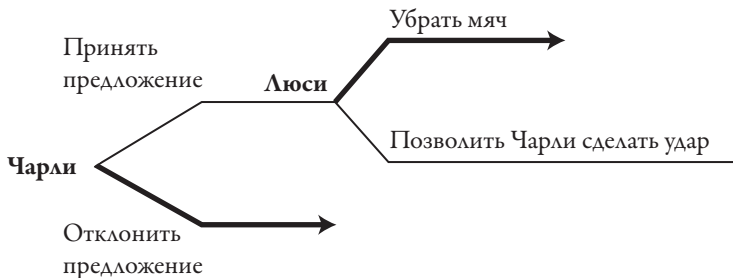 Убрать мяч
Принять
предложение
Люси
Позволить Чарли сделать удар
Чарли
Отклонить
предложение